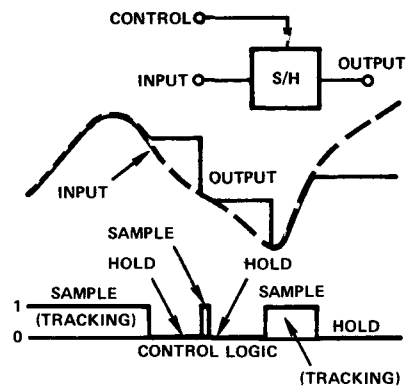 CONTROL
INPUT
S/H
OUTPUT
INPUT
OUTPUT
SAMPLE
HOLD
HOLD
1
SAMPLE
(TRACKING)
SAMPLE
0
CONTROL LOGIC
HOLD
(TRACKING)